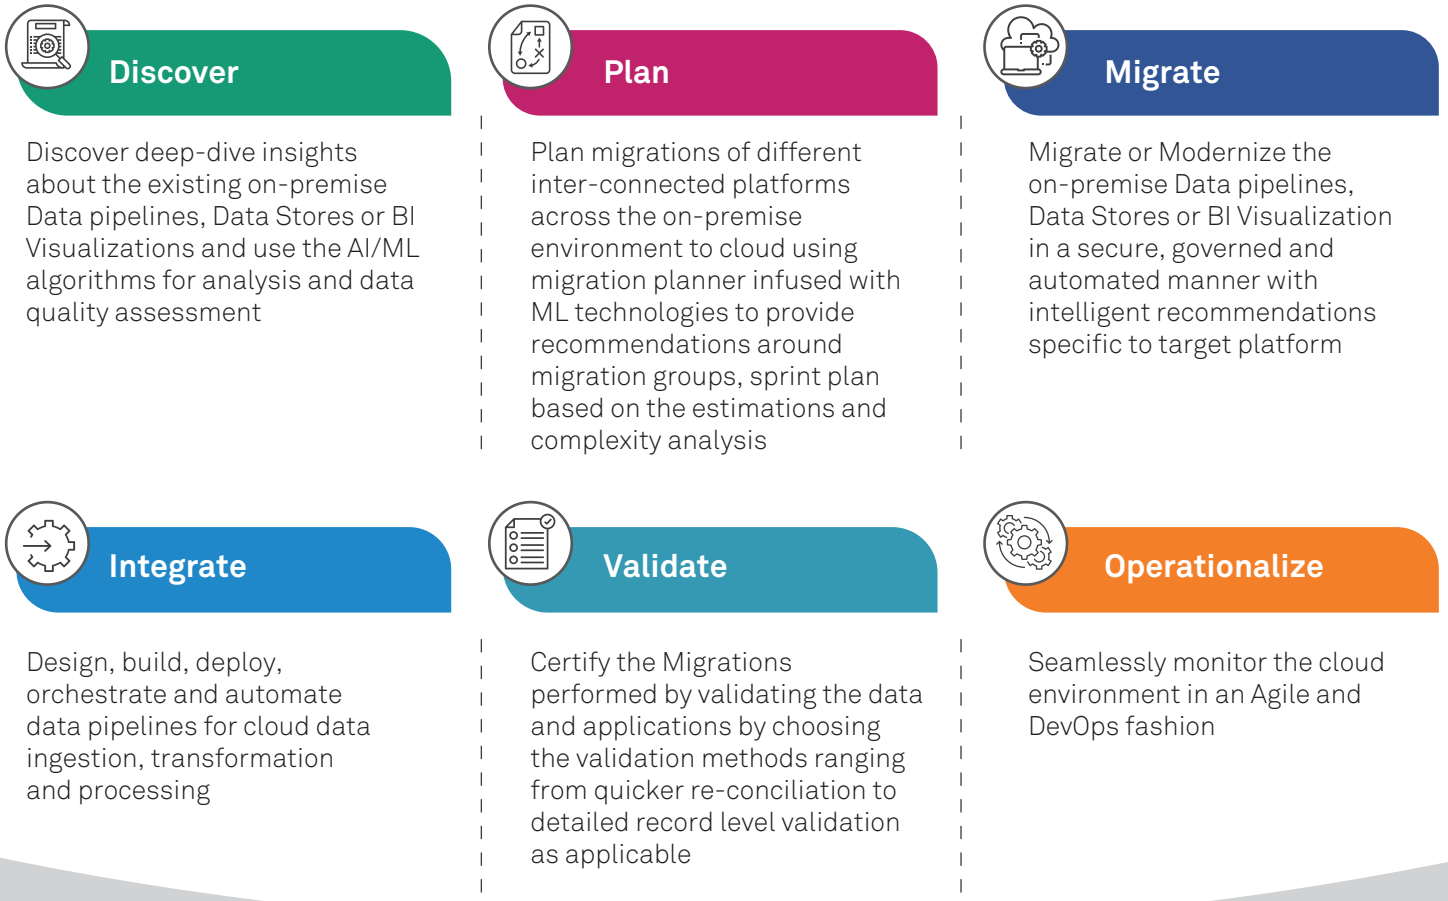 Discover
Discover deep-dive insights
about the existing on-premise
Data pipelines, Data Stores or BI
Visualizations and use the AI/ML
algorithms for analysis and data
quality assessment
Plan
Plan migrations of different
inter-connected platforms
across the on-premise
environment to cloud using
migration planner infused with
ML technologies to provide
recommendations around
migration groups, sprint plan
based on the estimations and
complexity analysis
Migrate
Migrate or Modernize the
on-premise Data pipelines,
Data Stores or BI Visualization
in a secure, governed and
automated manner with
intelligent recommendations
specific to target platform
Integrate
Design, build, deploy,
orchestrate and automate
data pipelines for cloud data
ingestion, transformation
and processing
Validate
Certify the Migrations
performed by validating the data
and applications by choosing
the validation methods ranging
from quicker re-conciliation to
detailed record level validation
as applicable
Operationalize
Seamlessly monitor the cloud
environment in an Agile and
DevOps fashion